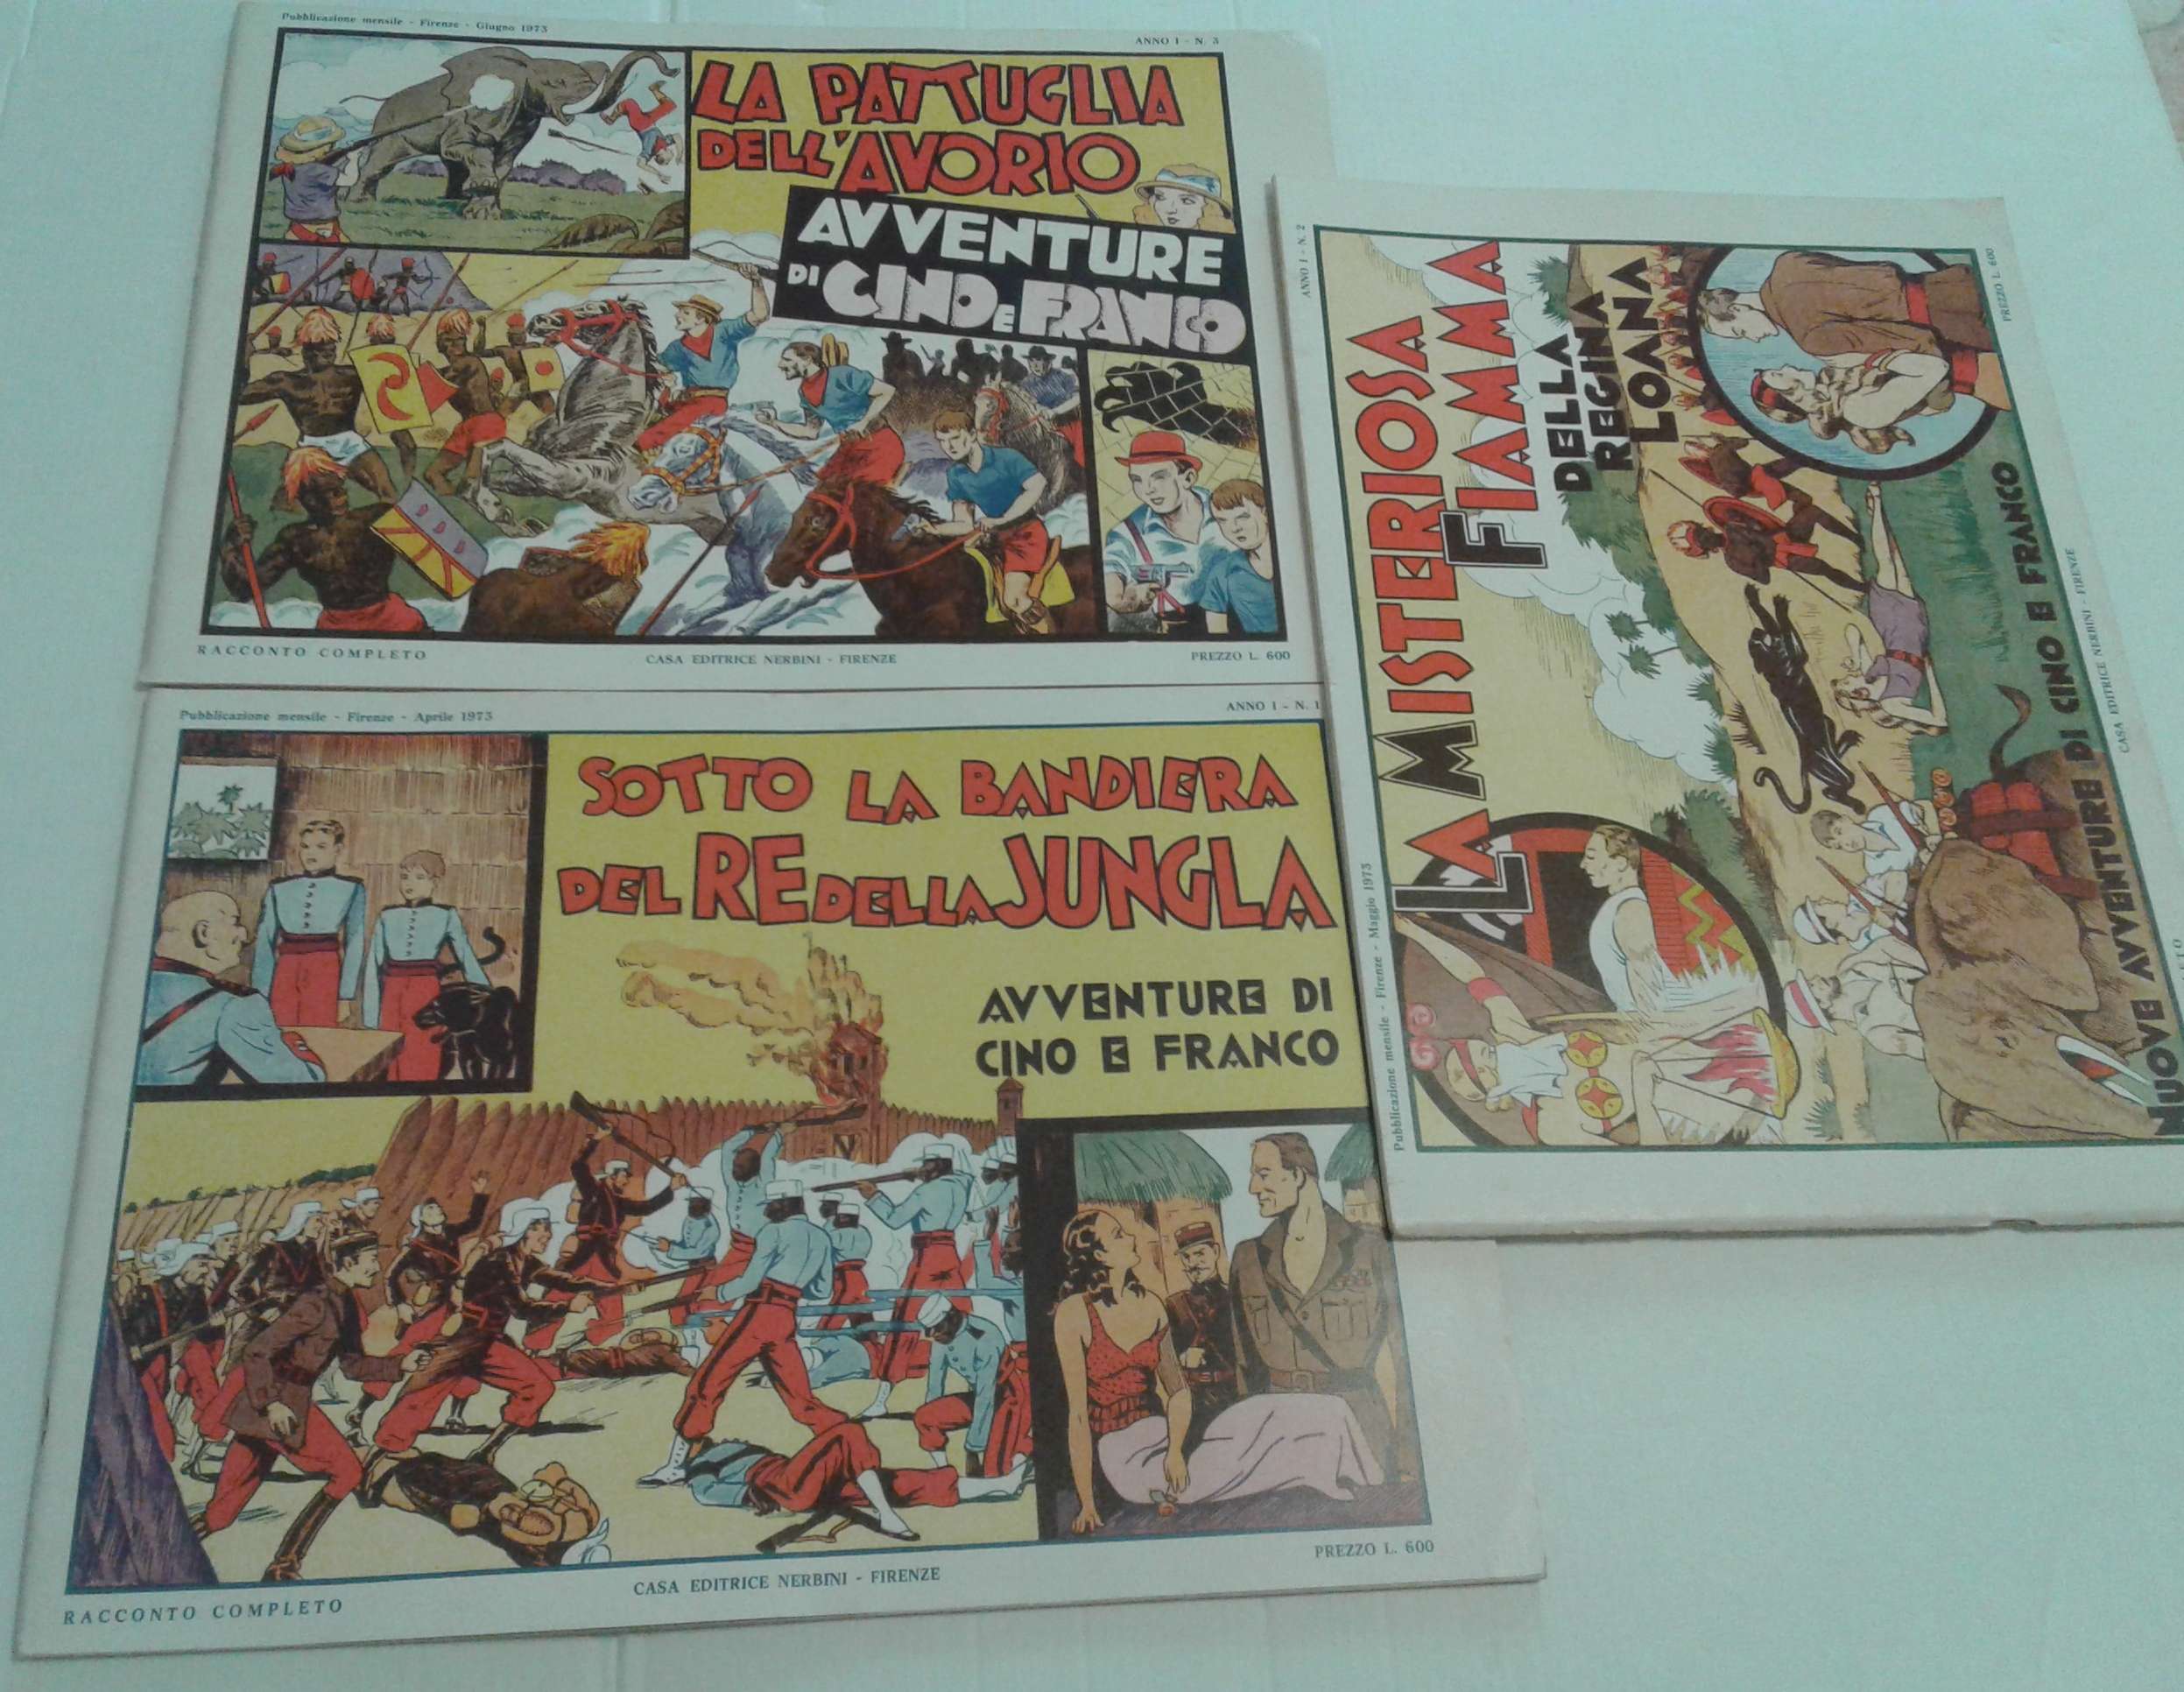 Pubblicazione mensile - Firenze - Giugno 1973
ANNO I - N. 3
LA PATTUGLIA
DELL'AVORIO
AVVENTURE
DI CINO E FRANCO
RACCONTO COMPLETO
CASA EDITRICE NERBINI - FIRENZE
PREZZO L. 600
Pubblicazione mensile - Firenze - Aprile 1973
ANNO I - N. 1
SOTTO LA BANDIERA
DEL RE DELLA JUNGLA
AVVENTURE DI
CINO E FRANCO
RACCONTO COMPLETO
CASA EDITRICE NERBINI - FIRENZE
PREZZO L. 600
Pubblicazione mensile - Firenze - Maggio 1973
ANNO I - N. 2
LA MISTERIOSA
FIAMMA
DELLA
REGINA
LOANA
NUOVE AVVENTURE DI CINO E FRANCO
CASA EDITRICE NERBINI - FIRENZE
PREZZO L. 600